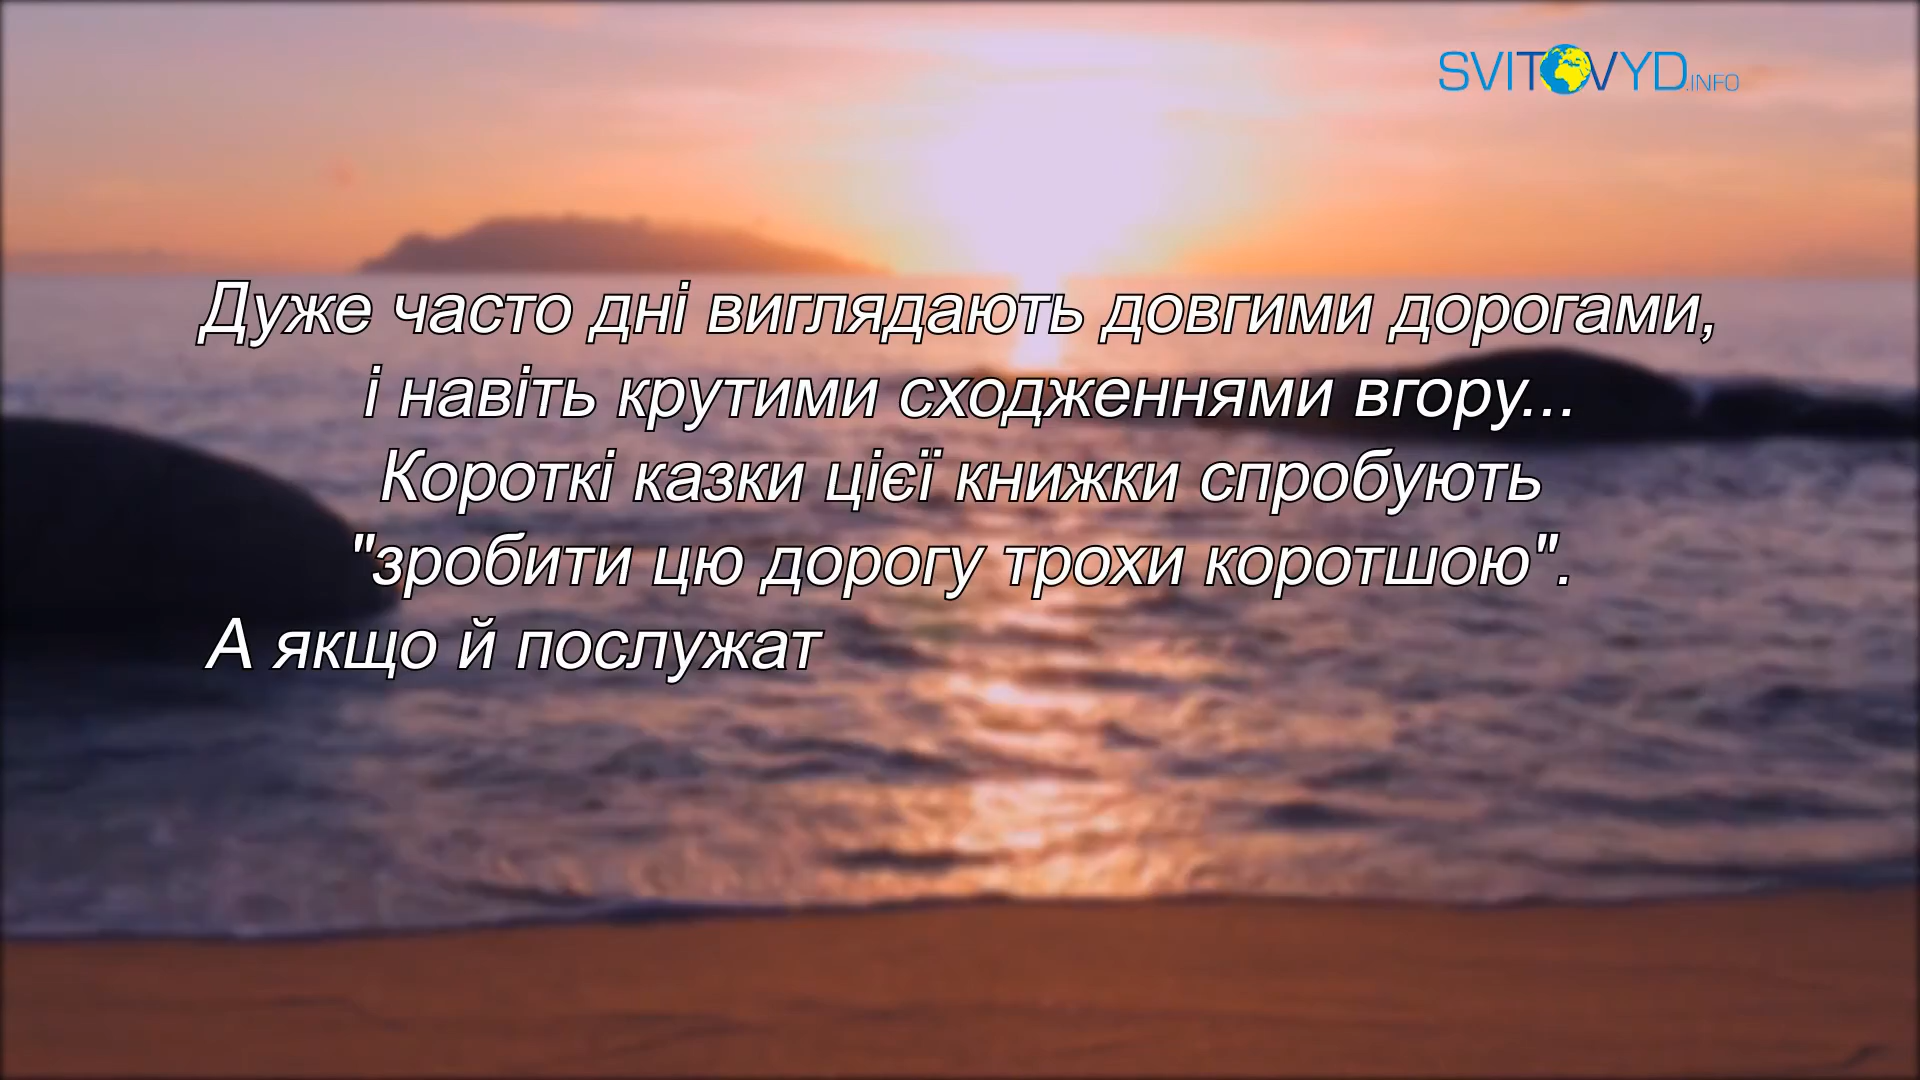 SVITOVYD.INFO
Дуже часто дні виглядають довгими дорогами,
і навіть крутими сходженнями вгору...
Короткі казки цієї книжки спробують
"зробити цю дорогу трохи коротшою".
А якщо й послужат